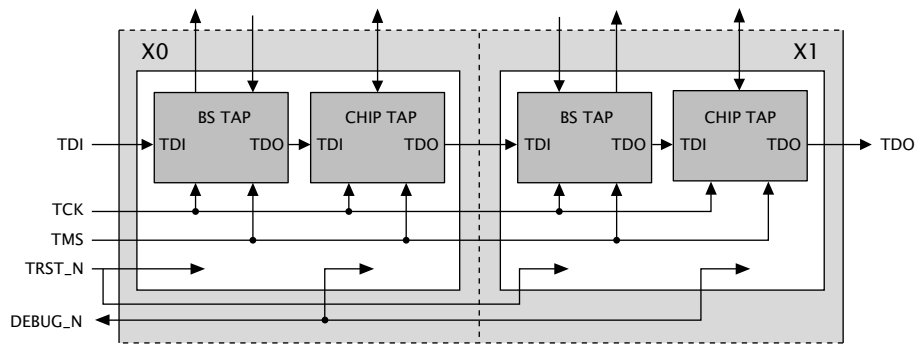 X0 X1
BS TAP CHIP TAP BS TAP CHIP TAP
TDI TDI TDO TDI TDO TDI TDO TDI TDO TDO
TCK
TMS
TRST_N
DEBUG_N